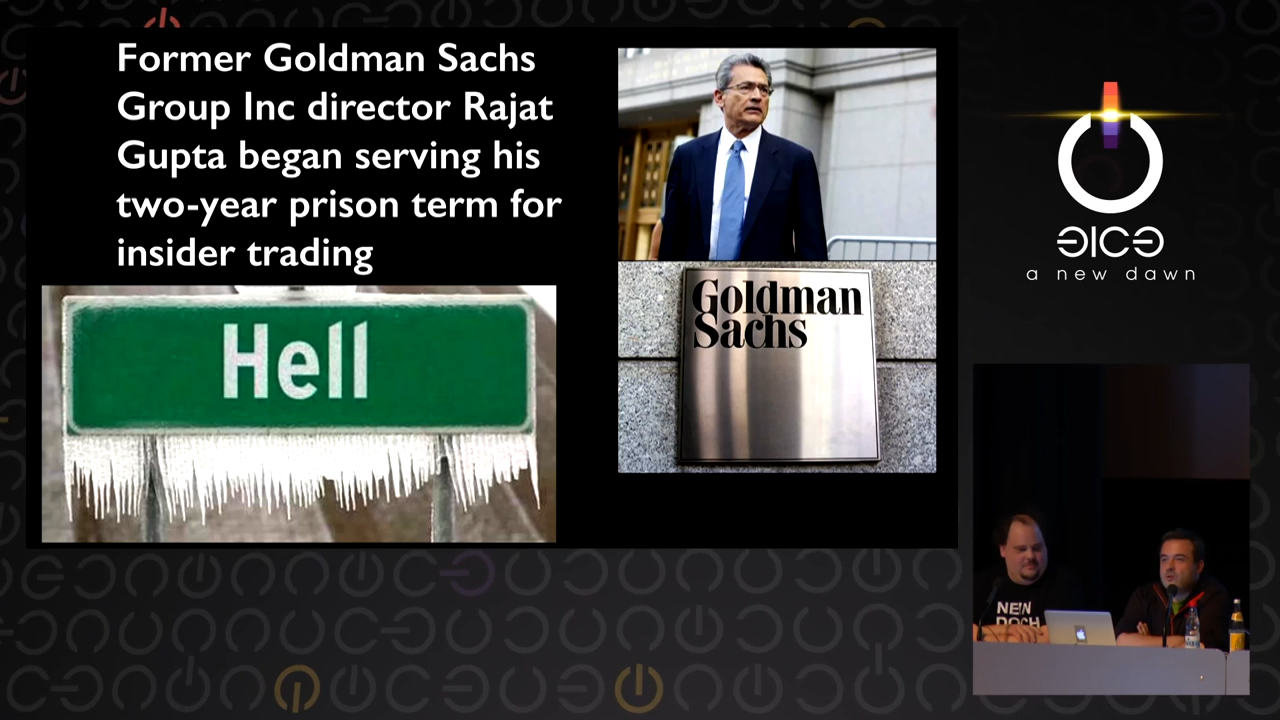 Former Goldman Sachs
Group Inc director Rajat
Gupta began serving his
two-year prison term for
insider trading
Hell
Goldman
Sachs
a new dawn
NEIN
DOCH